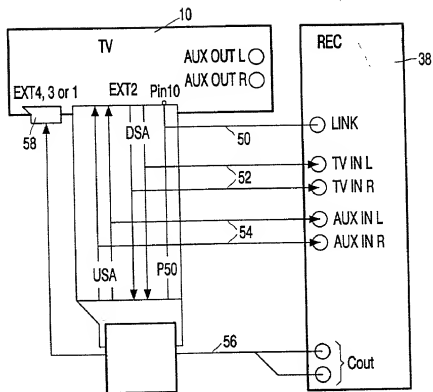 10
TV
REC
38
AUX OUT L
AUX OUT R
EXT4, 3 or 1
EXT2
Pin10
58
DSA
50
LINK
52
TV IN L
TV IN R
54
AUX IN L
AUX IN R
USA
P50
56
Cout